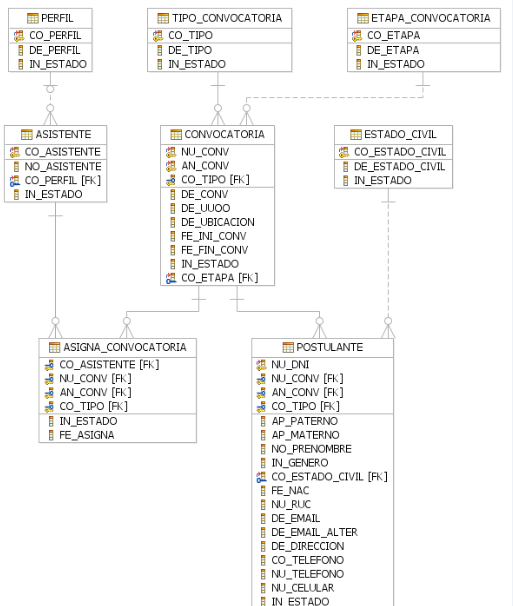 PERFIL
CO_PERFIL
DE_PERFIL
IN_ESTADO
TIPO_CONVOCATORIA
CO_TIPO
DE_TIPO
IN_ESTADO
ETAPA_CONVOCATORIA
CO_ETAPA
DE_ETAPA
IN_ESTADO
ASISTENTE
CO_ASISTENTE
NO_ASISTENTE
CO_PERFIL [FK]
IN_ESTADO
CONVOCATORIA
NU_CONV
AN_CONV
CO_TIPO [FK]
DE_CONV
DE_UUOO
DE_UBICACION
FE_INI_CONV
FE_FIN_CONV
IN_ESTADO
CO_ETAPA [FK]
ESTADO_CIVIL
CO_ESTADO_CIVIL
DE_ESTADO_CIVIL
IN_ESTADO
ASIGNA_CONVOCATORIA
CO_ASISTENTE [FK]
NU_CONV [FK]
AN_CONV [FK]
CO_TIPO [FK]
IN_ESTADO
FE_ASIGNA
POSTULANTE
NU_DNI
NU_CONV [FK]
AN_CONV [FK]
CO_TIPO [FK]
AP_PATERNO
AP_MATERNO
NO_PRENOMBRE
IN_GENERO
CO_ESTADO_CIVIL [FK]
FE_NAC
NU_RUC
DE_EMAIL
DE_EMAIL_ALTER
DE_DIRECCION
CO_TELEFONO
NU_TELEFONO
NU_CELULAR
IN_ESTADO